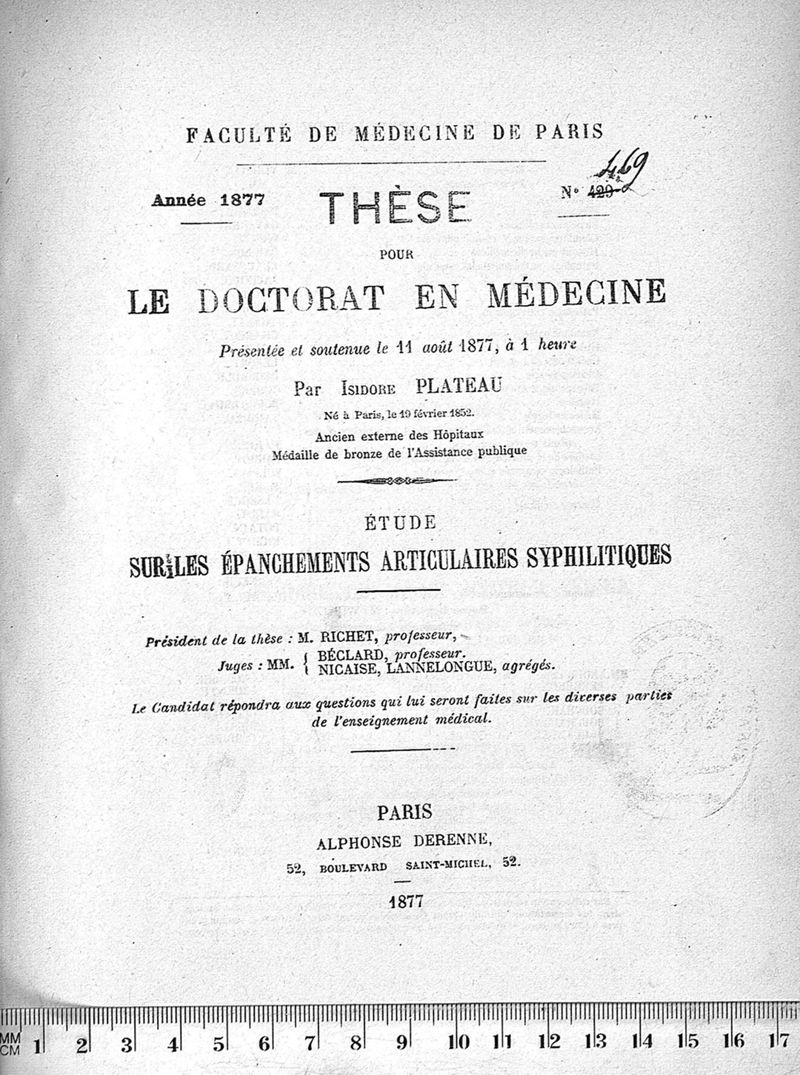 FACULTÉ DE MÉDECINE DE PARIS
469
Année 1877 THÈSE N° 429
POUR
LE DOCTORAT EN MÉDECINE
Présentée et soutenue le 11 août 1877, à 1 heure
Par ISIDORE PLATEAU
Né à Paris, le 19 février 1852.
Ancien externe des Hôpitaux
Médaille de bronze de l'Assistance publique
ÉTUDE
SUR LES ÉPANCHEMENTS ARTICULAIRES SYPHILITIQUES
Président de la thèse : M. RICHET, professeur,
Juges : MM. { BÉCLARD, professeur.
NICAISE, LANNELONGUE, agrégés.
Le Candidat répondra aux questions qui lui seront faites sur les diverses parties
de l'enseignement médical.
PARIS
ALPHONSE DERENNE,
52, BOULEVARD SAINT-MICHEL, 52.
1877
MM
CM 1 2 3 4 5 6 7 8 9 10 11 12 13 14 15 16 17